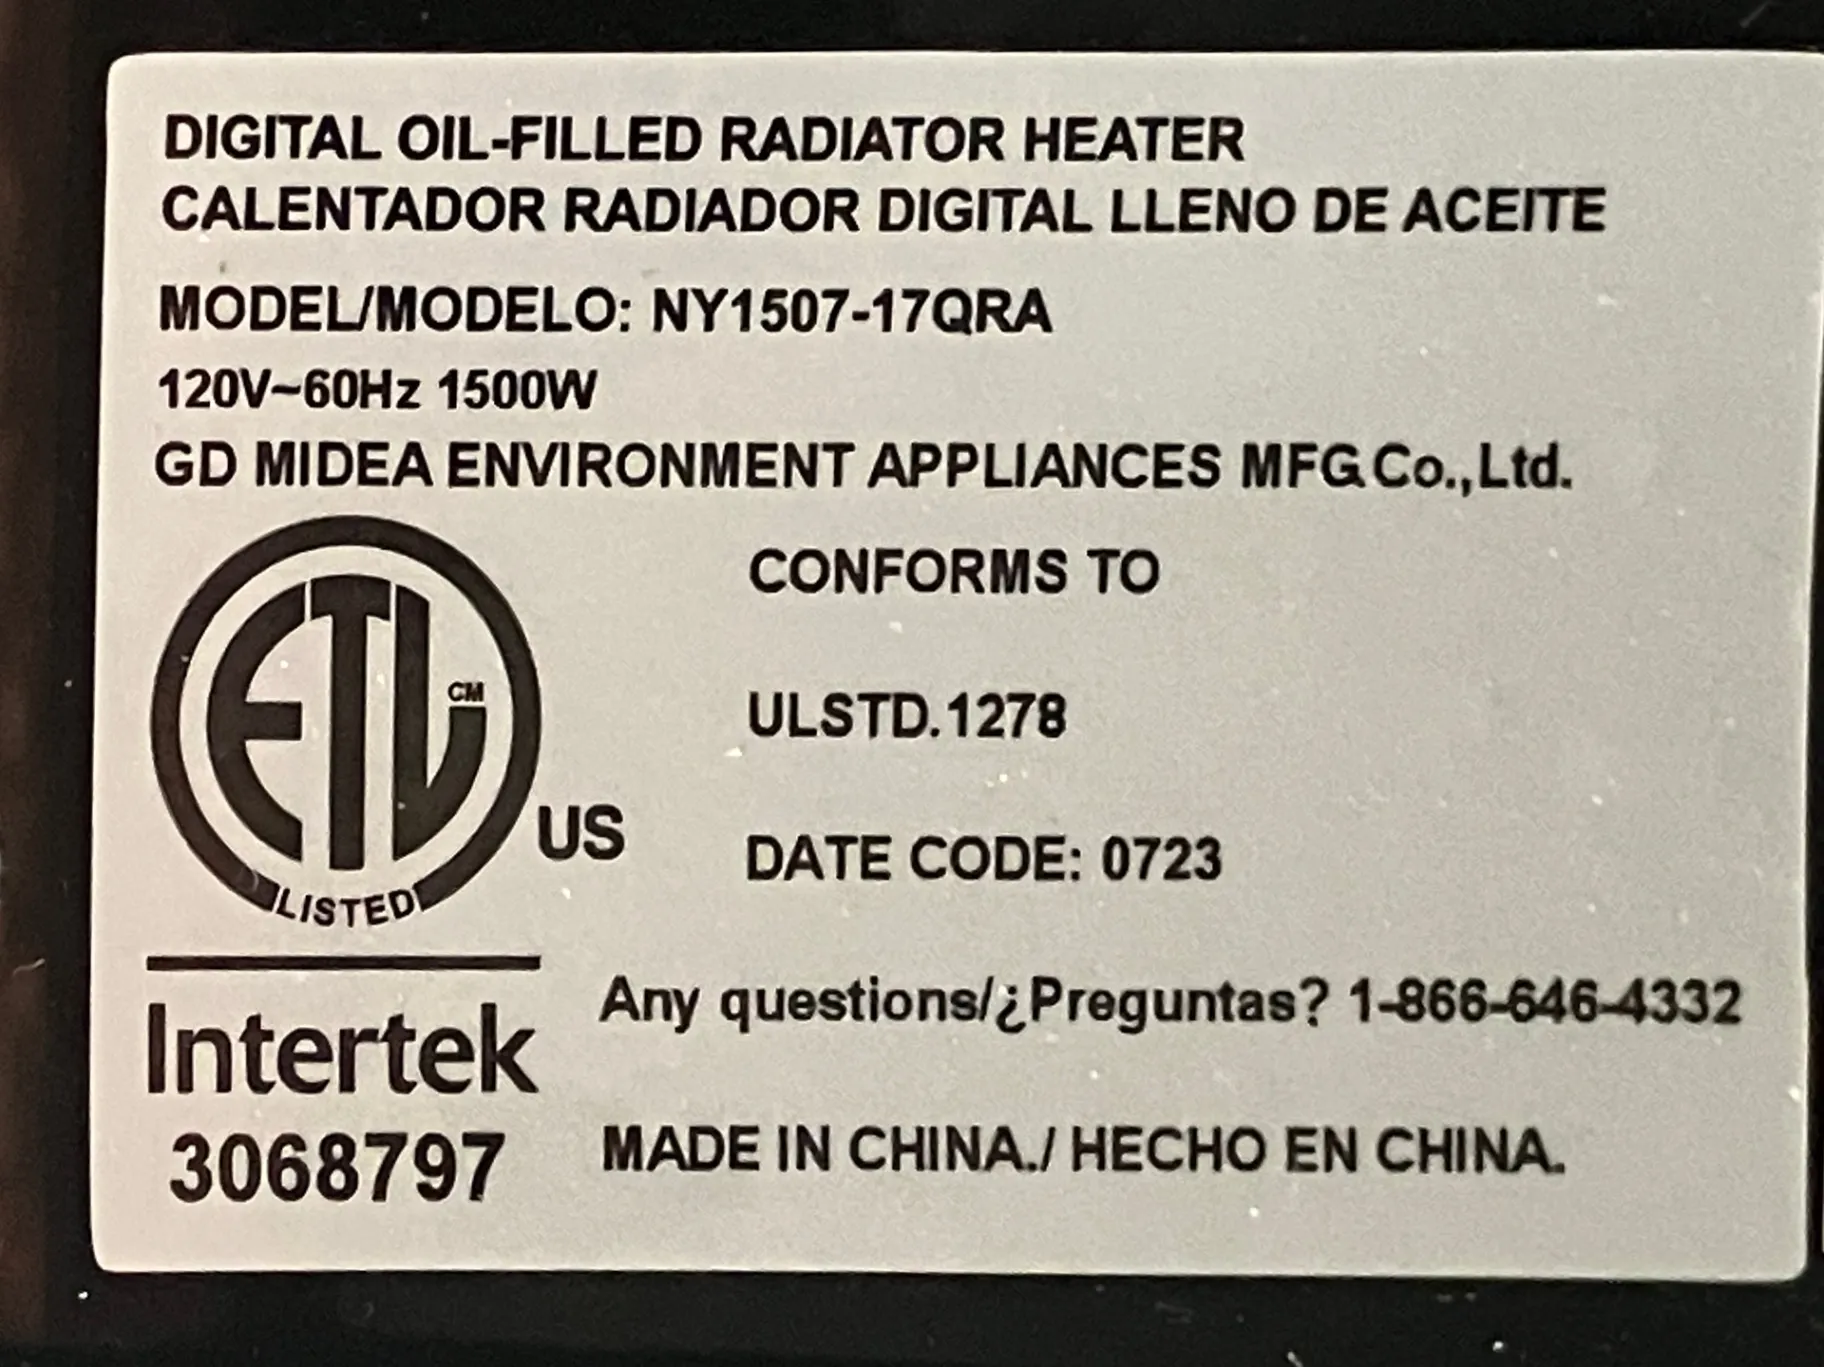 DIGITAL OIL-FILLED RADIATOR HEATER
CALENTADOR RADIADOR DIGITAL LLENO DE ACEITE
MODEL/MODELO: NY1507-17QRA
120V~60Hz 1500W
GD MIDEA ENVIRONMENT APPLIANCES MFG Co.,Ltd.
CONFORMS TO
ULSTD.1278
DATE CODE: 0723
ETL CM
US
LISTED
Intertek
3068797
Any questions/¿Preguntas? 1-866-646-4332
MADE IN CHINA./ HECHO EN CHINA.